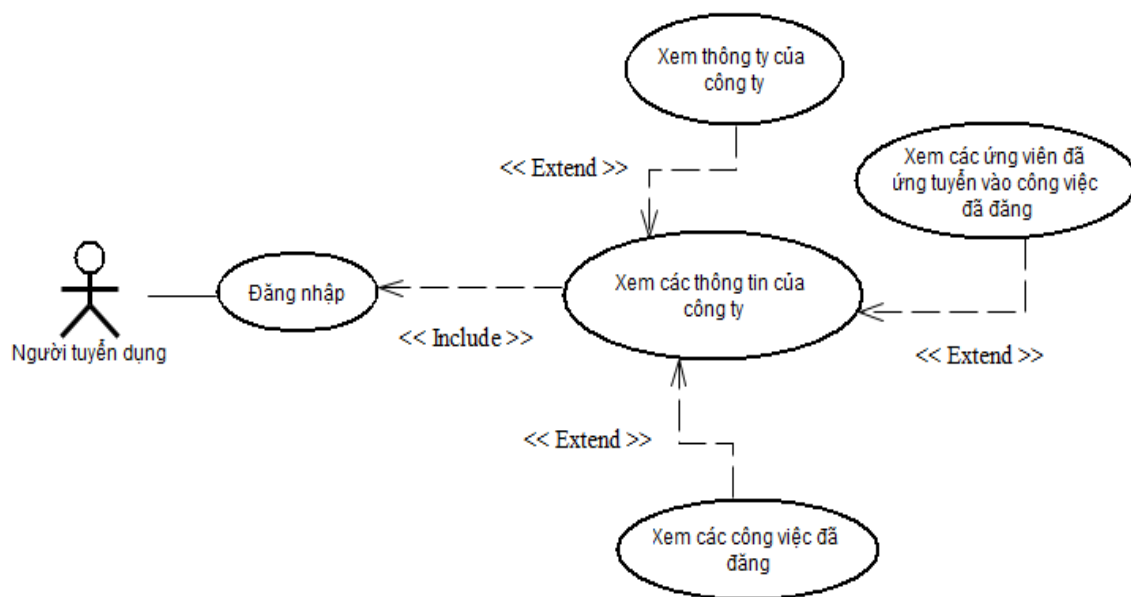 Xem thông ty của
công ty
<< Extend >>
Xem các ứng viên đã
ứng tuyển vào công việc
đã đăng
Đăng nhập
Xem các thông tin của
công ty
<< Include >>
Người tuyển dụng
<< Extend >>
<< Extend >>
Xem các công việc đã
đăng